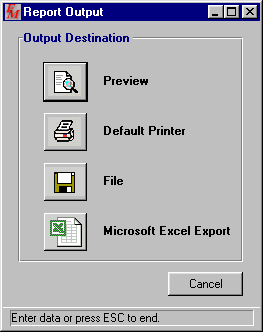 Report Output
Output Destination
Preview
Default Printer
File
Microsoft Excel Export
Cancel
Enter data or press ESC to end.